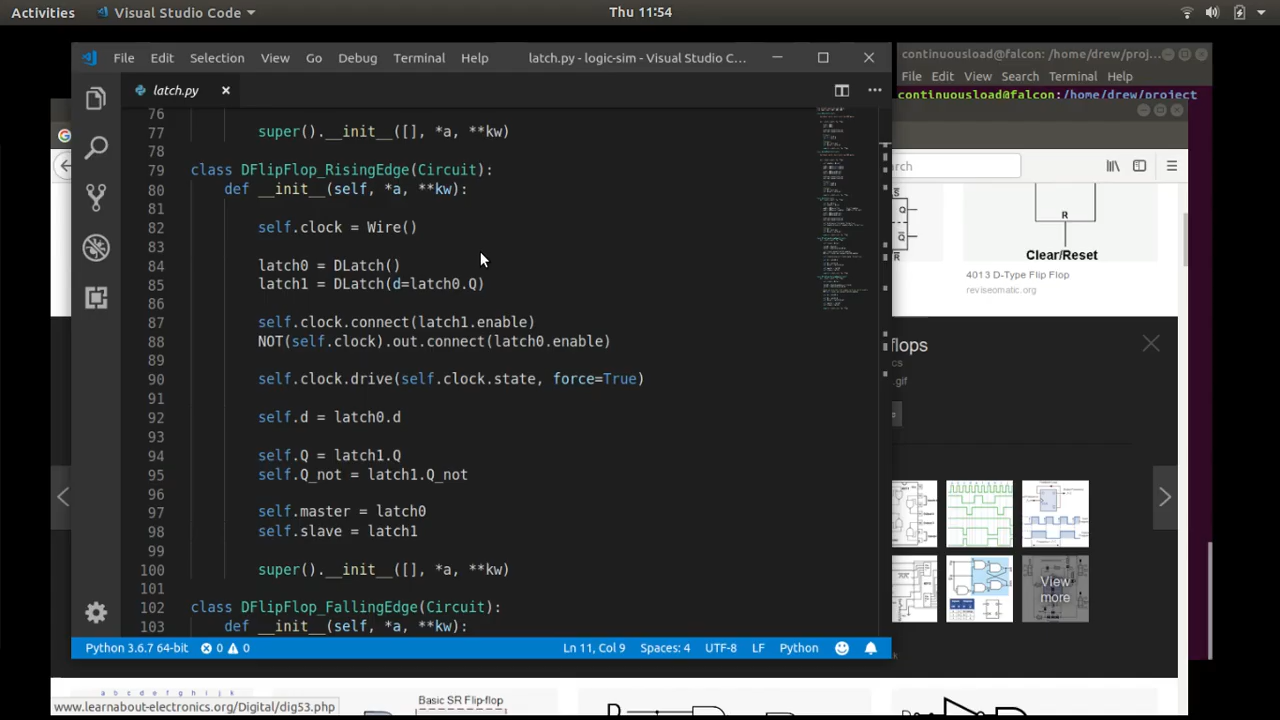 Activities
Visual Studio Code
Thu 11:54
File Edit Selection View Go Debug Terminal Help
latch.py - logic-sim - Visual Studio C...
latch.py
76
77 super().__init__([], *a, **kw)
78
79 class DFlipFlop_RisingEdge(Circuit):
80 def __init__(self, *a, **kw):
81
82 self.clock = Wire()
83
84 latch0 = DLatch()
85 latch1 = DLatch(d=latch0.Q)
86
87 self.clock.connect(latch1.enable)
88 NOT(self.clock).out.connect(latch0.enable)
89
90 self.clock.drive(self.clock.state, force=True)
91
92 self.d = latch0.d
93
94 self.Q = latch1.Q
95 self.Q_not = latch1.Q_not
96
97 self.master = latch0
98 self.slave = latch1
99
100 super().__init__([], *a, **kw)
101
102 class DFlipFlop_FallingEdge(Circuit):
103 def __init__(self, *a, **kw):
Python 3.6.7 64-bit
0 0
Ln 11, Col 9
Spaces: 4
UTF-8
LF
Python
continuousload@falcon: /home/drew/proj...
File Edit View Search Terminal Help
continuousload@falcon:/home/drew/project
arch
Q
Q
R
R
Clear/Reset
4013 D-Type Flip Flop
reviseomatic.org
flops
cs
.gif
View
more
a b c d e f g h i j k
www.learnabout-electronics.org/Digital/dig53.php
Basic SR Flip-flop